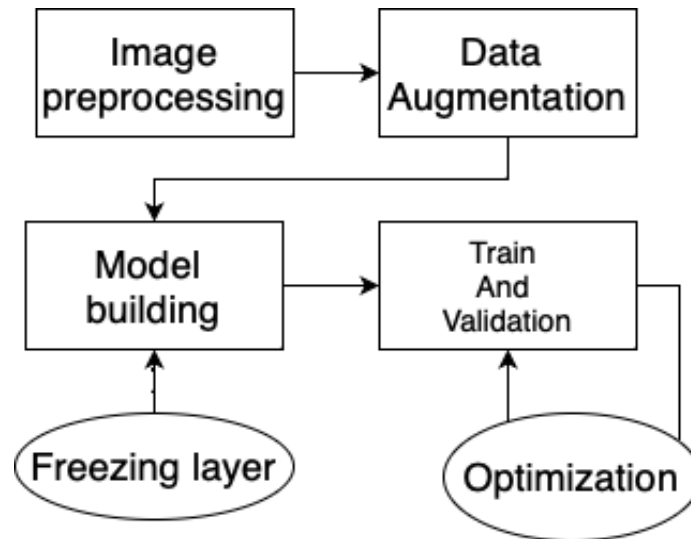 Image
preprocessing
Data
Augmentation
Model
building
Train
And
Validation
Freezing layer
Optimization